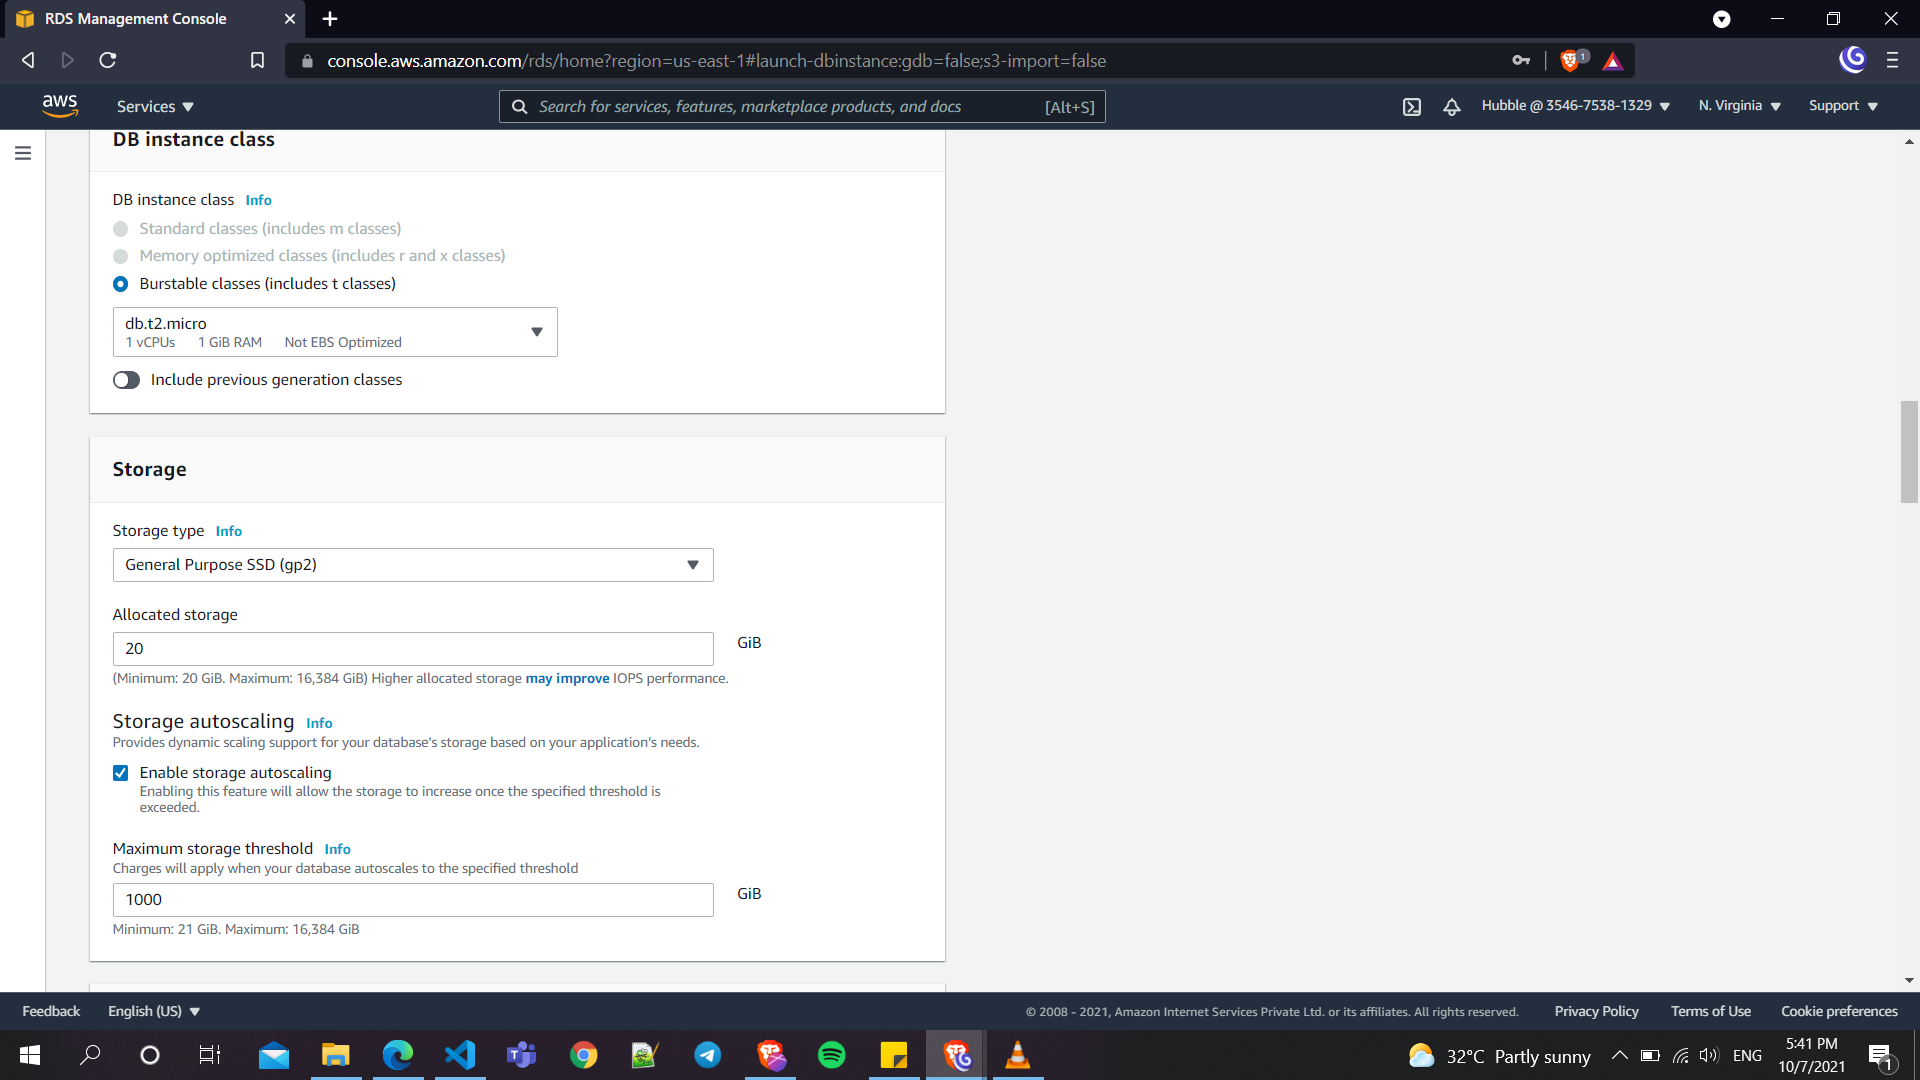 RDS Management Console
console.aws.amazon.com/rds/home?region=us-east-1#launch-dbinstance:gdb=false;s3-import=false
1
aws
Services
Search for services, features, marketplace products, and docs
[Alt+S]
Hubble @ 3546-7538-1329
N. Virginia
Support
DB instance class
DB instance class Info
Standard classes (includes m classes)
Memory optimized classes (includes r and x classes)
Burstable classes (includes t classes)
db.t2.micro
1 vCPUs 1 GiB RAM Not EBS Optimized
Include previous generation classes
Storage
Storage type Info
General Purpose SSD (gp2)
Allocated storage
20
GiB
(Minimum: 20 GiB. Maximum: 16,384 GiB) Higher allocated storage may improve IOPS performance.
Storage autoscaling Info
Provides dynamic scaling support for your database's storage based on your application's needs.
Enable storage autoscaling
Enabling this feature will allow the storage to increase once the specified threshold is
exceeded.
Maximum storage threshold Info
Charges will apply when your database autoscales to the specified threshold
1000
GiB
Minimum: 21 GiB. Maximum: 16,384 GiB
Feedback
English (US)
© 2008 - 2021, Amazon Internet Services Private Ltd. or its affiliates. All rights reserved.
Privacy Policy
Terms of Use
Cookie preferences
32°C Partly sunny
ENG
5:41 PM
10/7/2021
1